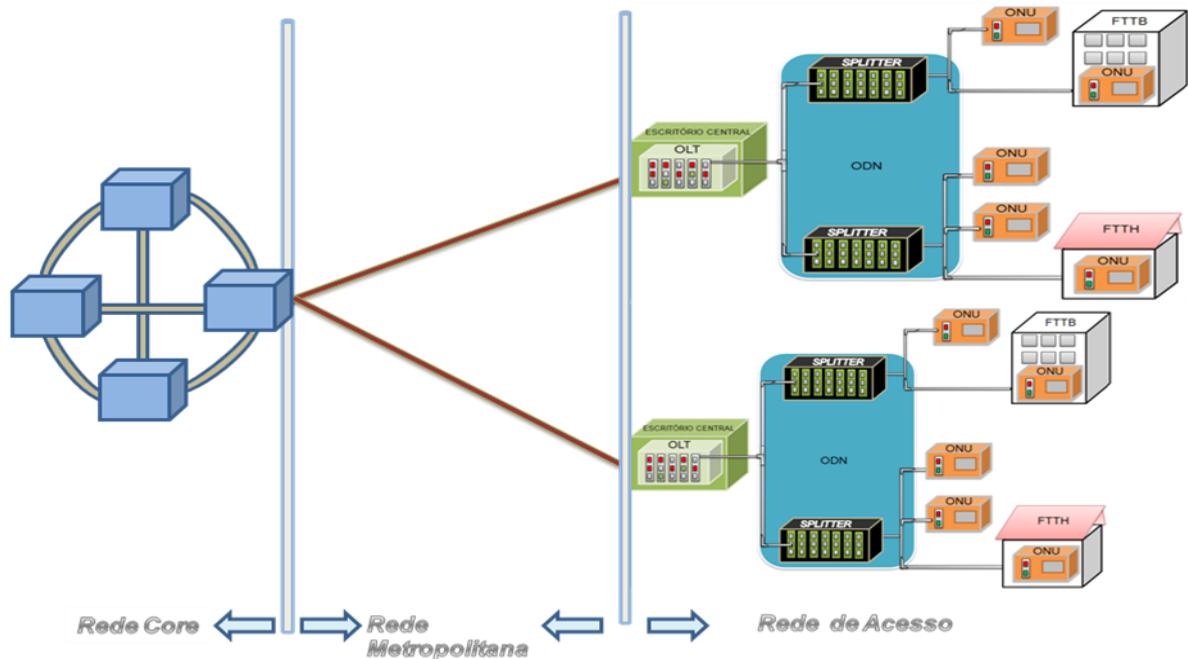 ONU
FTTB
SPLITTER
ONU
ESCRITÓRIO CENTRAL
OLT
ONU
ODN
ONU
SPLITTER
FTTH
ONU
ONU
FTTB
SPLITTER
ONU
ESCRITÓRIO CENTRAL
OLT
ONU
ODN
ONU
SPLITTER
FTTH
ONU
Rede Core
Rede
Metropolitana
Rede de Acesso